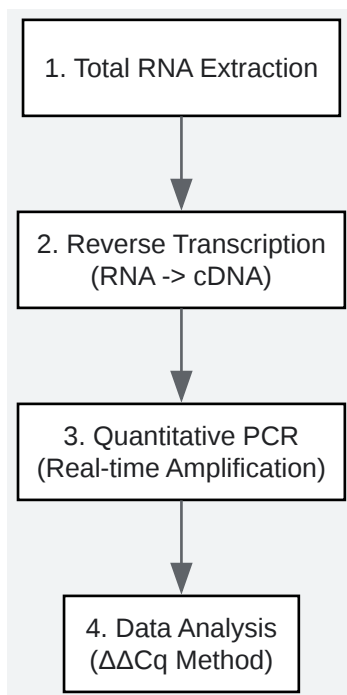 1. Total RNA Extraction
2. Reverse Transcription
(RNA -> cDNA)
3. Quantitative PCR
(Real-time Amplification)
4. Data Analysis
(ΔΔCq Method)